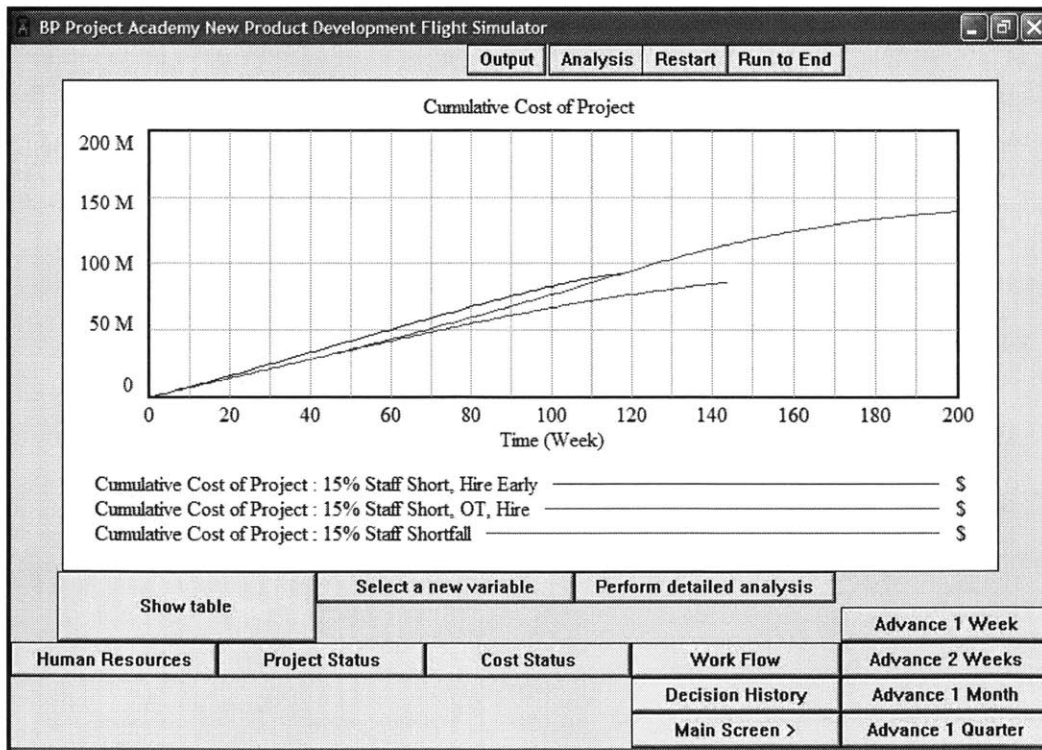 BP Project Academy New Product Development Flight Simulator
Output Analysis Restart Run to End
Cumulative Cost of Project
200 M
150 M
100 M
50 M
0
0 20 40 60 80 100 120 140 160 180 200
Time (Week)
Cumulative Cost of Project : 15% Staff Short, Hire Early $
Cumulative Cost of Project : 15% Staff Short, OT, Hire $
Cumulative Cost of Project : 15% Staff Shortfall $
Show table Select a new variable Perform detailed analysis
Advance 1 Week
Human Resources Project Status Cost Status Work Flow Advance 2 Weeks
Decision History Advance 1 Month
Main Screen > Advance 1 Quarter